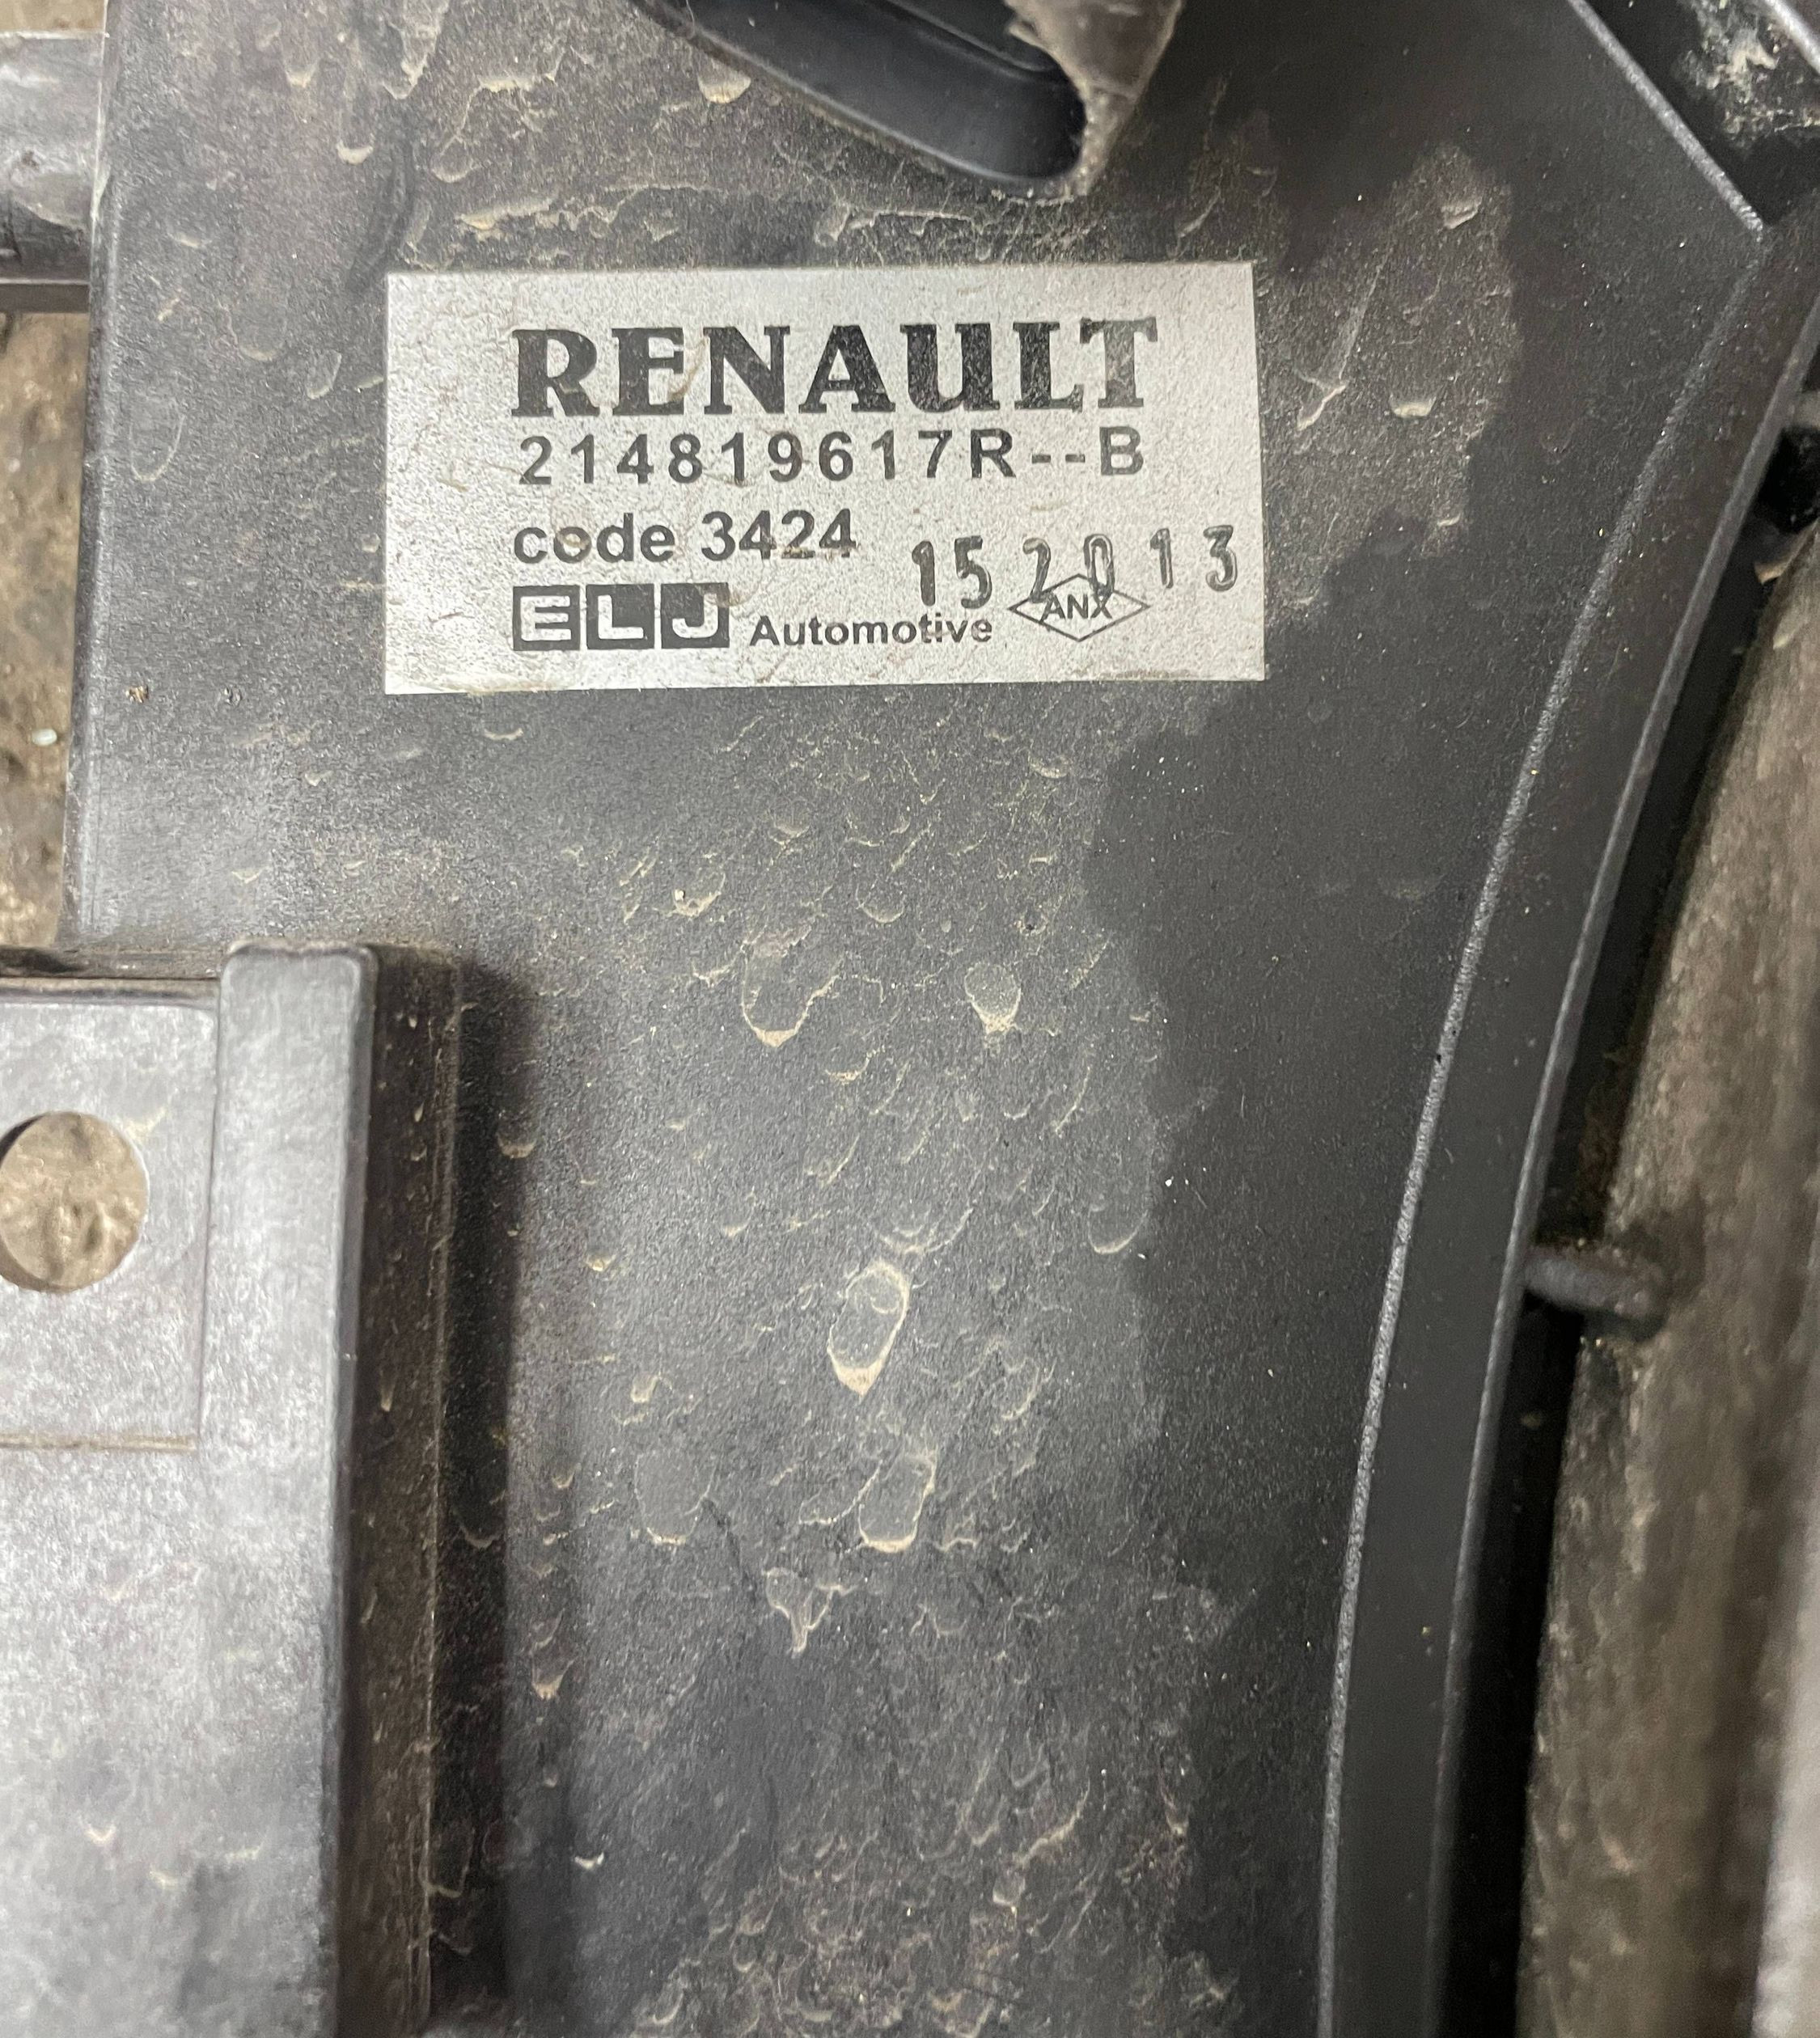 RENAULT
214819617R--B
code 3424
15 2013
ELJ Automotive ANX